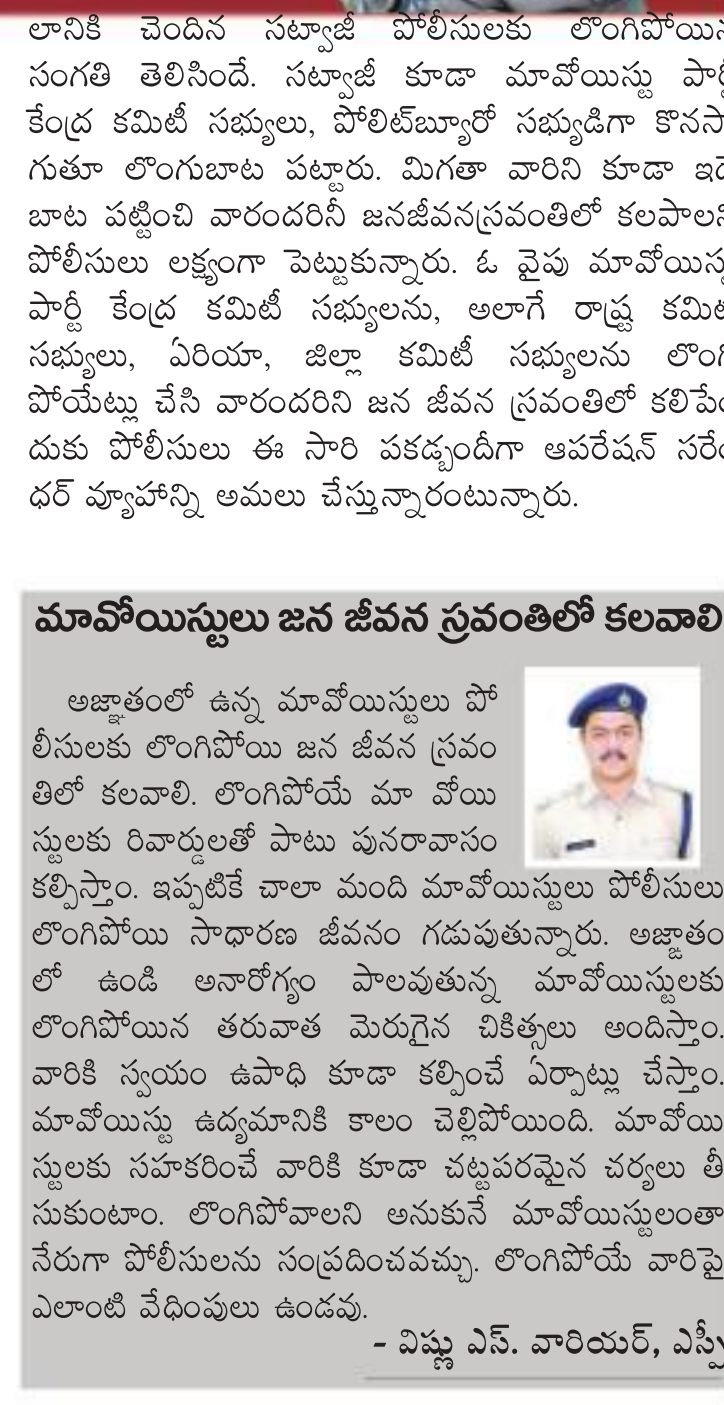 లానికి చెందిన సట్వాజీ పోలీసులకు లొంగిపోయిన
సంగతి తెలిసిందే. సట్వాజీ కూడా మావోయిస్టు
కేంద్ర కమిటీ సభ్యులు, పోలిట్‌బ్యూరో సభ్యుడిగా కొనసా
గుతూ లొంగుబాట పట్టారు. మిగతా వారిని కూడా ఇదే
బాట పట్టించి వారందరినీ జనజీవనస్రవంతిలో కలపాలని
పోలీసులు లక్ష్యంగా పెట్టుకున్నారు. ఓ వైపు మావోయిస్టు
పార్టీ కేంద్ర కమిటీ సభ్యులను, అలాగే రాష్ట్ర కమిటీ
సభ్యులు, ఏరియా, జిల్లా కమిటీ సభ్యులను లొంగి
పోయేట్లు చేసి వారందరిని జన జీవన స్రవంతిలో కలిపేం
దుకు పోలీసులు ఈ సారి పకడ్బందీగా ఆపరేషన్ సరేం
ధర్ వ్యూహాన్ని అమలు చేస్తున్నారంటున్నారు.
మావోయిస్టులు జన జీవన స్రవంతిలో కలవాలి
అజ్ఞాతంలో ఉన్న మావోయిస్టులు పో
లీసులకు లొంగిపోయి జన జీవన స్రవం
తిలో కలవాలి. లొంగిపోయే మా వోయి
స్టులకు రివార్డులతో పాటు పునరావాసం
కల్పిస్తాం. ఇప్పటికే చాలా మంది మావోయిస్టులు పోలీసులు
లొంగిపోయి సాధారణ జీవనం గడుపుతున్నారు. అజ్ఞాతం
లో ఉండి అనారోగ్యం పాలవుతున్న మావోయిస్టులకు
లొంగిపోయిన తరువాత మెరుగైన చికిత్సలు అందిస్తాం.
వారికి స్వయం ఉపాధి కూడా కల్పించే ఏర్పాట్లు చేస్తాం.
మావోయిస్టు ఉద్యమానికి కాలం చెల్లిపోయింది. మావోయి
స్టులకు సహకరించే వారికి కూడా చట్టపరమైన చర్యలు తీ
సుకుంటాం. లొంగిపోవాలని అనుకునే మావోయిస్టులంతా
నేరుగా పోలీసులను సంప్రదించవచ్చు. లొంగిపోయే వారిపై
ఎలాంటి వేధింపులు ఉండవు.
- విష్ణు ఎస్. వారియర్, ఎస్పీ